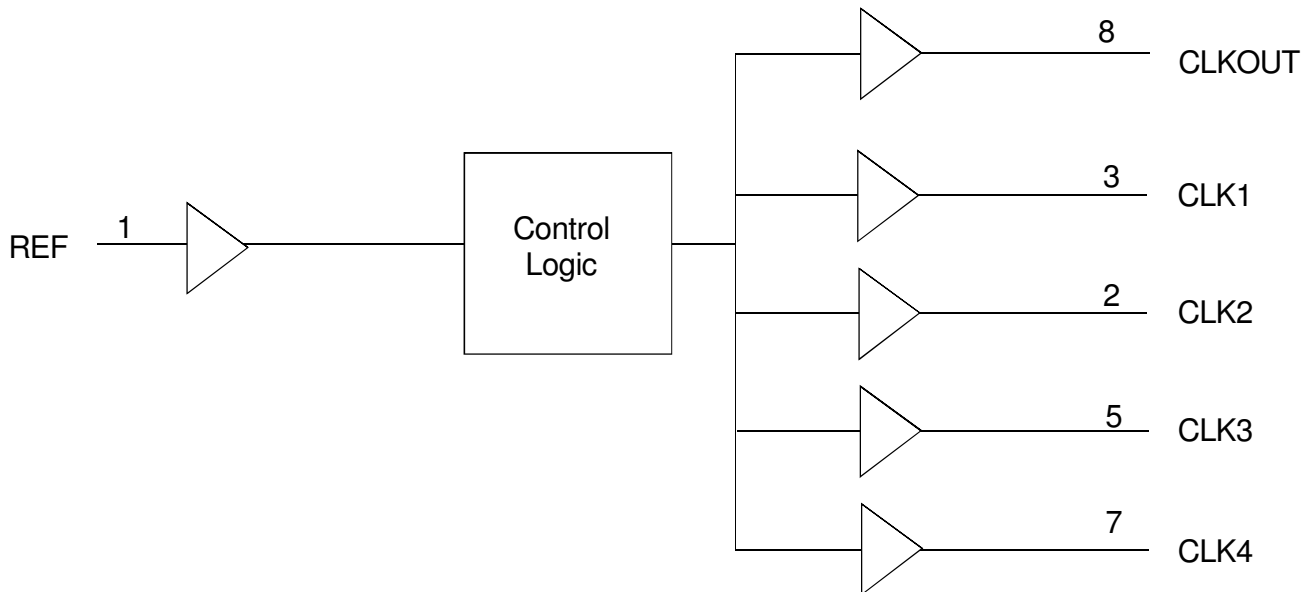 8
CLKOUT
3
CLK1
REF
1
Control
Logic
2
CLK2
5
CLK3
7
CLK4